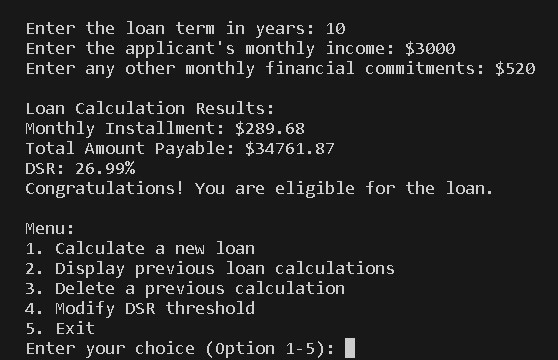 Enter the loan term in years: 10
Enter the applicant's monthly income: $3000
Enter any other monthly financial commitments: $520
Loan Calculation Results:
Monthly Installment: $289.68
Total Amount Payable: $34761.87
DSR: 26.99%
Congratulations! You are eligible for the loan.
Menu:
1. Calculate a new loan
2. Display previous loan calculations
3. Delete a previous calculation
4. Modify DSR threshold
5. Exit
Enter your choice (Option 1-5):